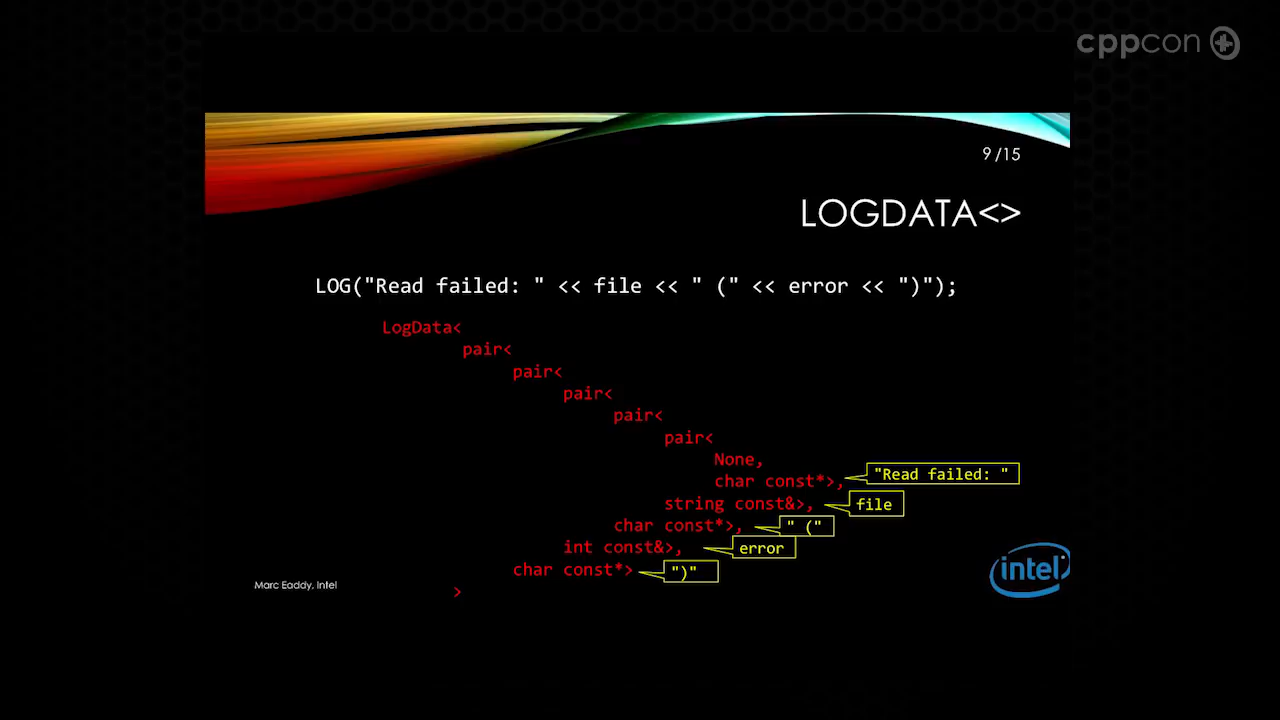 cppcon
9/15
LOGDATA<>
LOG("Read failed: " << file << " (" << error << ")");
LogData<
pair<
pair<
pair<
pair<
pair<
None,
char const*>, "Read failed: "
string const&>, file
char const*>, " ("
int const&>, error
char const*> ")"
>
Marc Eaddy, Intel
intel